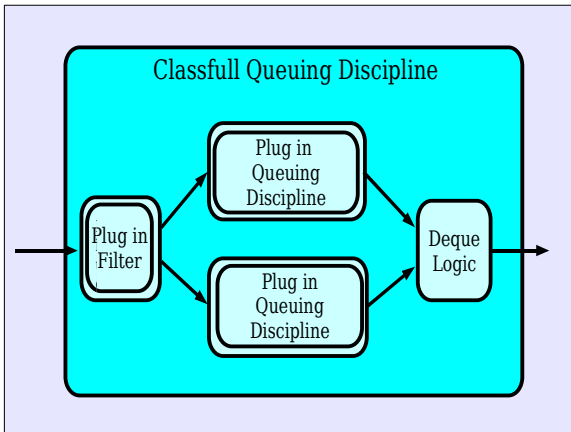 Classfull Queuing Discipline
Plug in
Queuing
Discipline
Plug in
Filter
Deque
Logic
Plug in
Queuing
Discipline